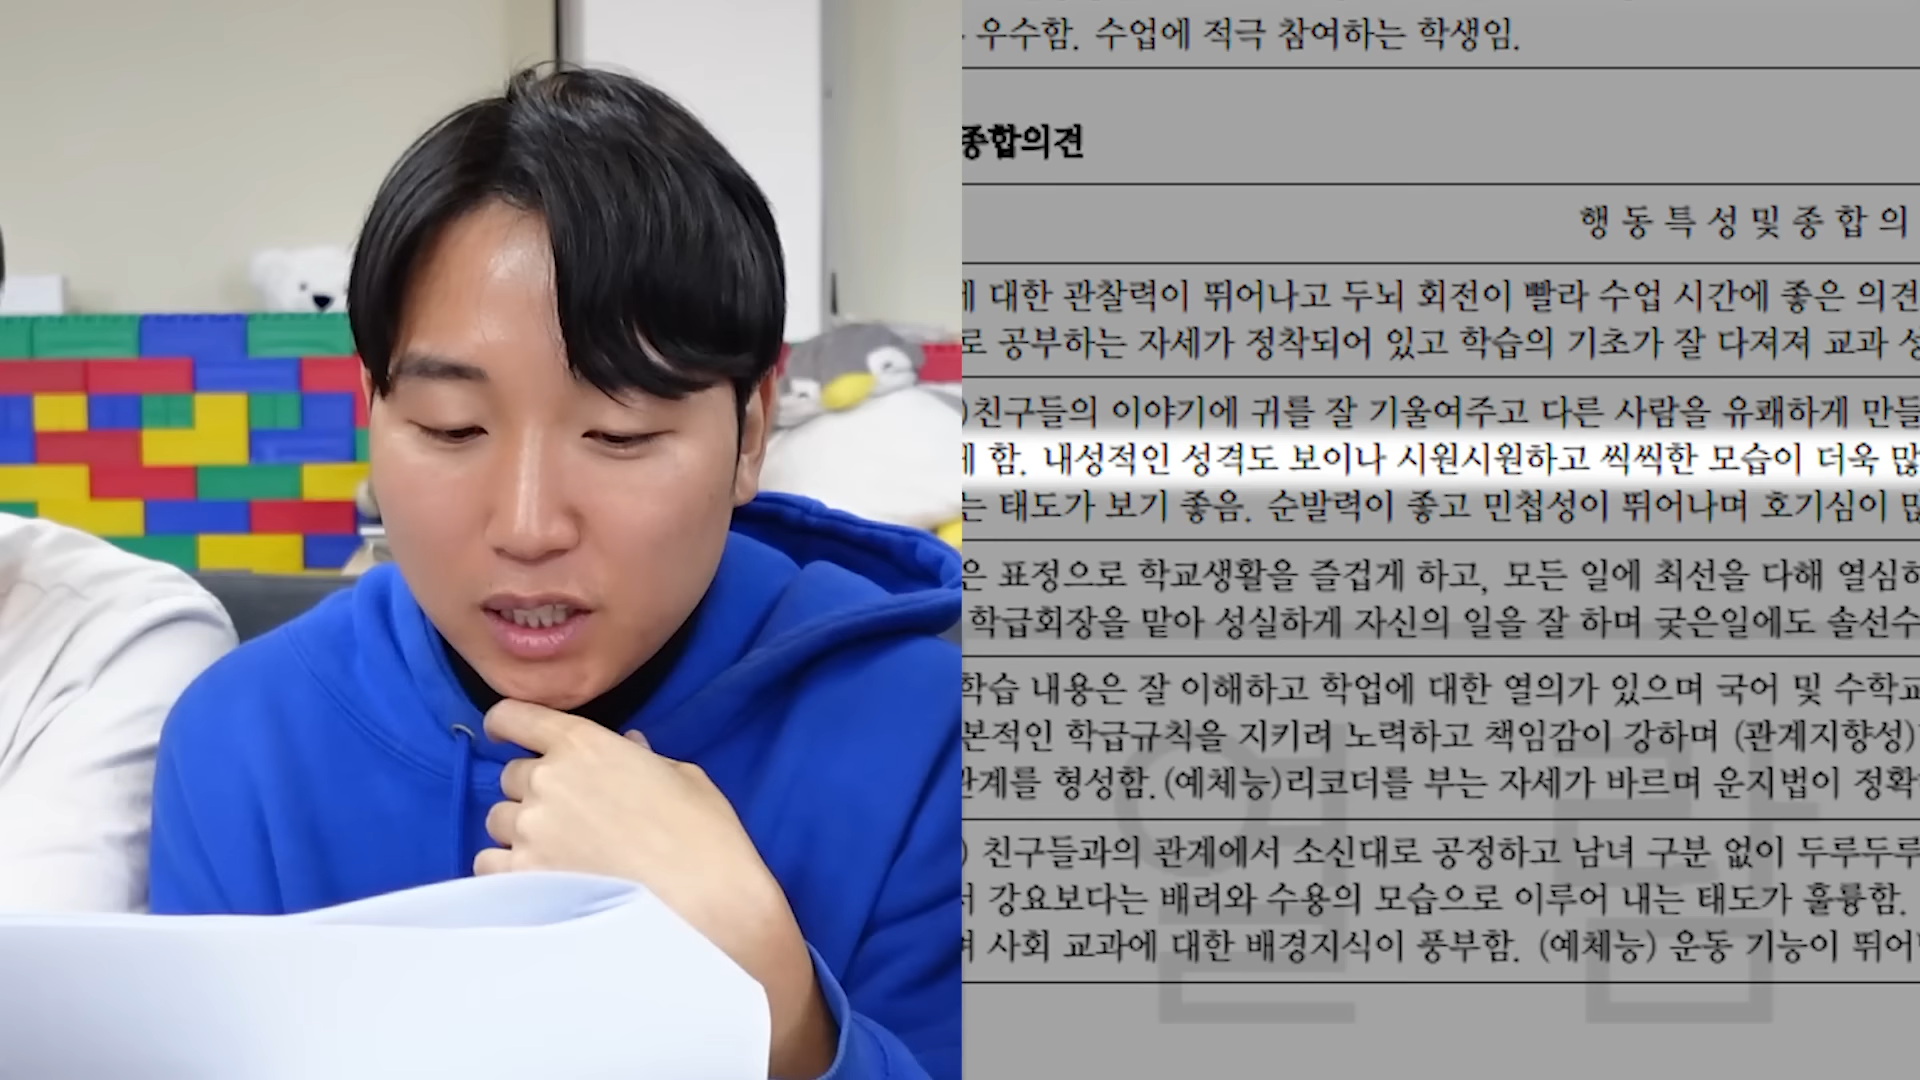 우수함. 수업에 적극 참여하는 학생임.
종합의견
행 동 특 성 및 종 합 의
대한 관찰력이 뛰어나고 두뇌 회전이 빨라 수업 시간에 좋은 의견
로 공부하는 자세가 정착되어 있고 학습의 기초가 잘 다져져 교과 성
)친구들의 이야기에 귀를 잘 기울여주고 다른 사람을 유쾌하게 만들
게 함. 내성적인 성격도 보이나 시원시원하고 씩씩한 모습이 더욱 많
는 태도가 보기 좋음. 순발력이 좋고 민첩성이 뛰어나며 호기심이 많
은 표정으로 학교생활을 즐겁게 하고, 모든 일에 최선을 다해 열심히
학급회장을 맡아 성실하게 자신의 일을 잘 하며 궂은일에도 솔선수
학습 내용은 잘 이해하고 학업에 대한 열의가 있으며 국어 및 수학교
본적인 학급규칙을 지키려 노력하고 책임감이 강하며 (관계지향성)
관계를 형성함. (예체능)리코더를 부는 자세가 바르며 운지법이 정확
) 친구들과의 관계에서 소신대로 공정하고 남녀 구분 없이 두루두루
서 강요보다는 배려와 수용의 모습으로 이루어 내는 태도가 훌륭함.
며 사회 교과에 대한 배경지식이 풍부함. (예체능) 운동 기능이 뛰어
열람